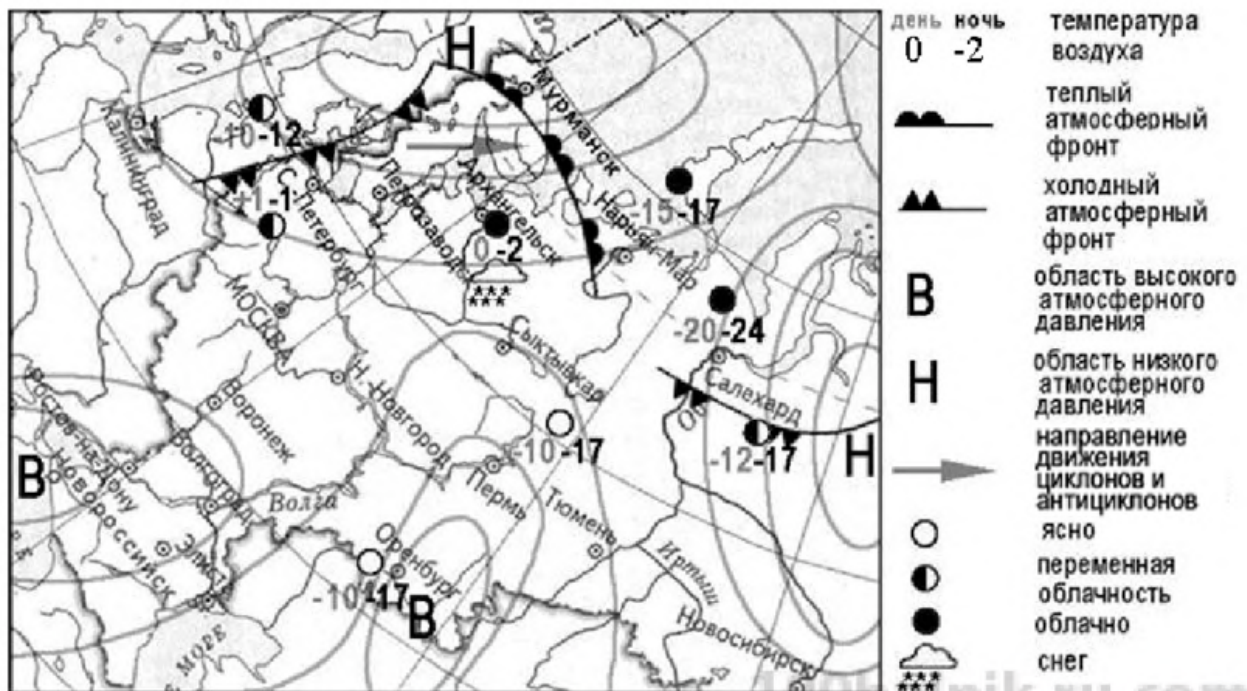 Н
Мурманск
Калининград
-10 -12
Архангельск
+1 -1
С.-Петербург
Петрозаводс
Нарьян-Мар
-15 -17
0 -2
МОСКВА
Сыктывкар
-20 -24
Салехард
Ростов-на-Дону
Воронеж
Н.-Новгород
Волгоград
-10 -17
-12 -17
Н
В
Новороссийск
Волга
Пермь
Тюмень
Элист
Оренбург
Иртыш
-10 -17
В
Новосибирск
МОРЕ
день ночь температура
0 -2 воздуха
теплый
атмосферный
фронт
холодный
атмосферный
фронт
В
область высокого
атмосферного
давления
Н
область низкого
атмосферного
давления
направление
движения
циклонов и
антициклонов
ясно
переменная
облачность
облачно
снег